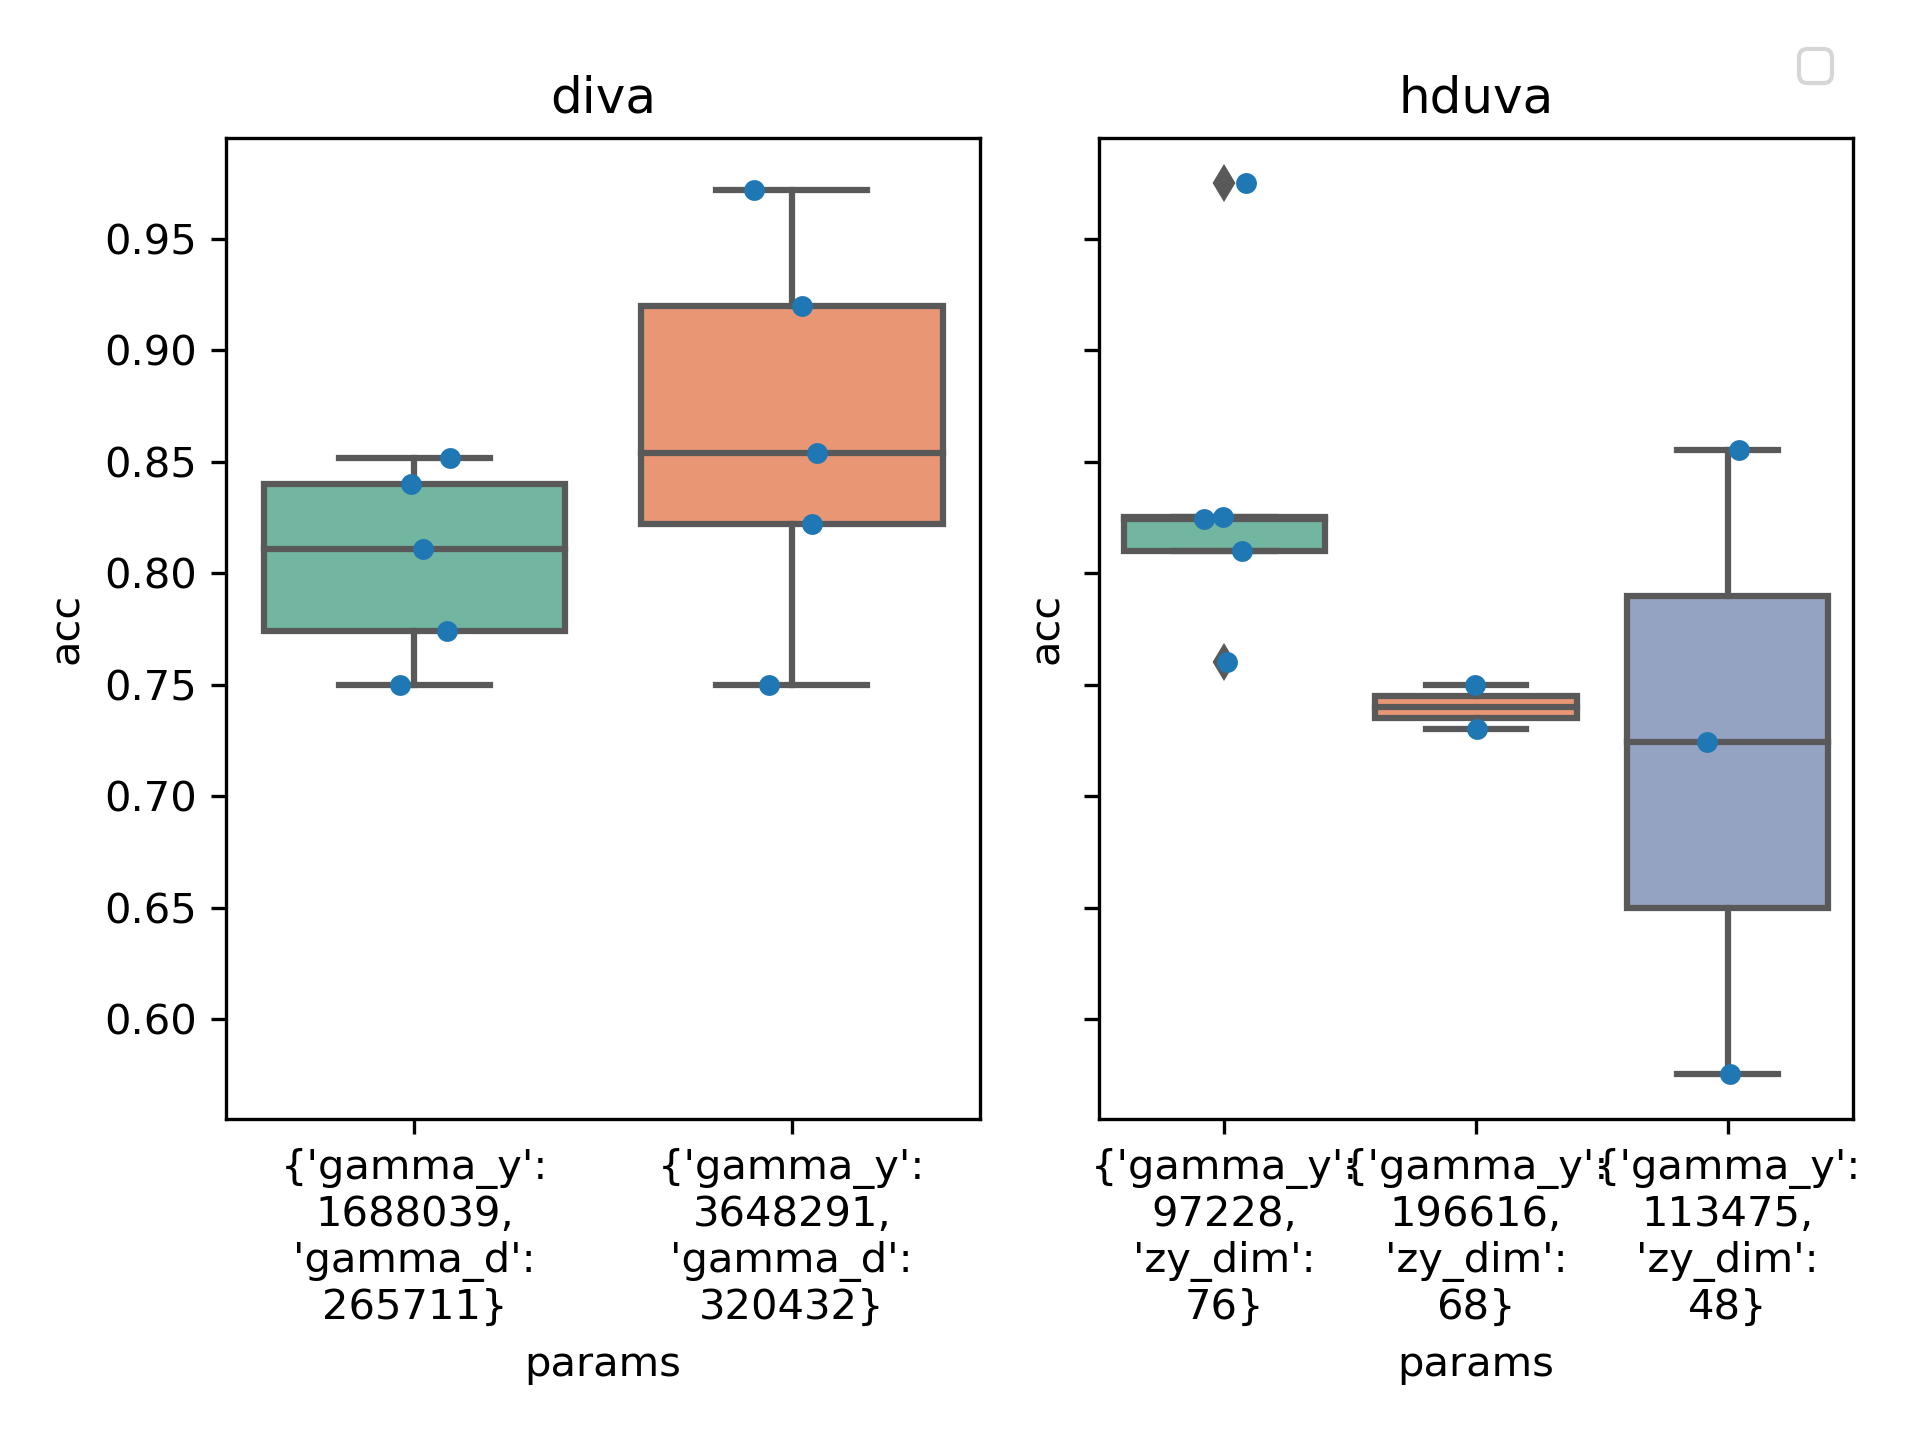 diva
hduva
0.95
0.90
0.85
0.80
0.75
0.70
0.65
0.60
acc
acc
{'gamma_y':
1688039,
'gamma_d':
265711}
{'gamma_y':
3648291,
'gamma_d':
320432}
{'gamma_y':
97228,
'zy_dim':
76}
{'gamma_y':
196616,
'zy_dim':
68}
{'gamma_y':
113475,
'zy_dim':
48}
params
params